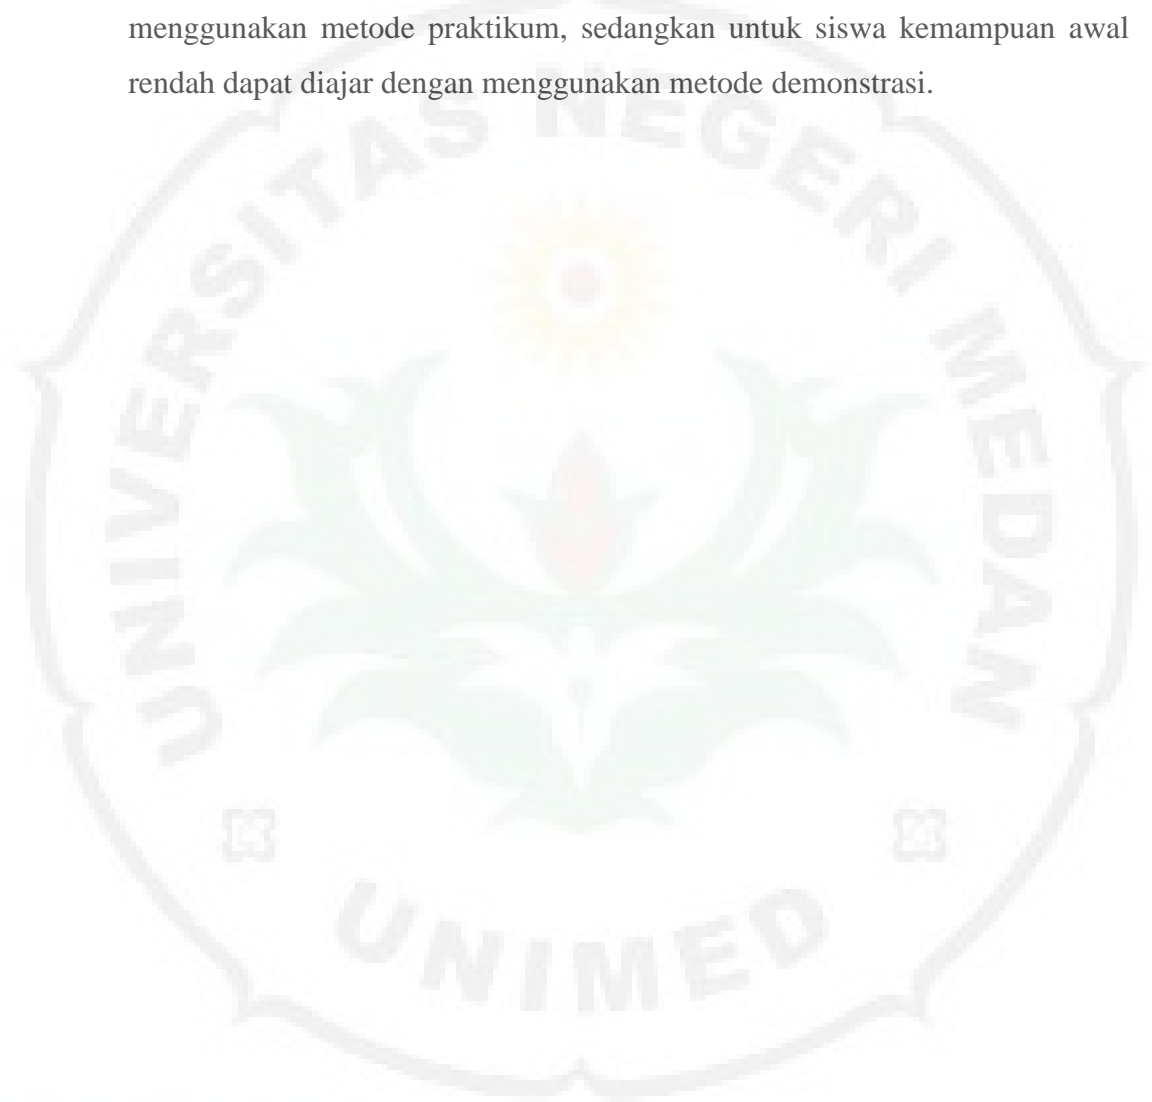 menggunakan metode praktikum, sedangkan untuk siswa kemampuan awal
rendah dapat diajar dengan menggunakan metode demonstrasi.
UNIVERSITAS NEGERI MEDAN
UNIMED